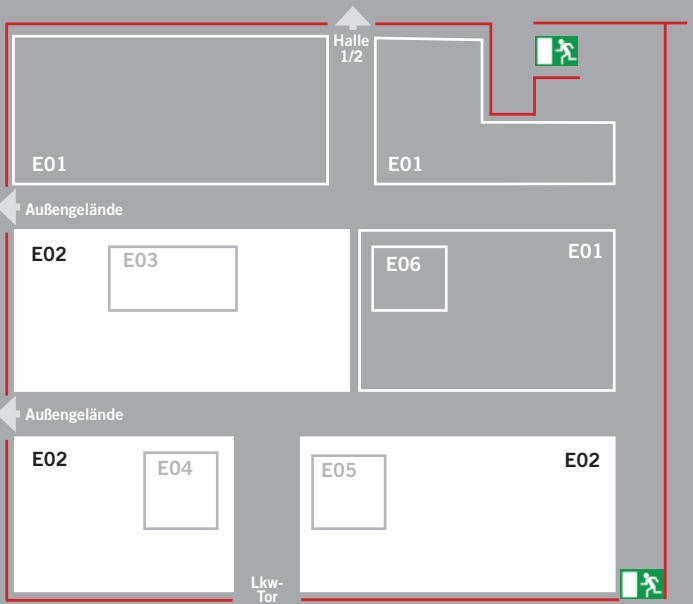 Halle
1/2
E01
E01
Außengelände
E02
E03
E06
E01
Außengelände
E02
E04
E05
E02
Lkw-
Tor